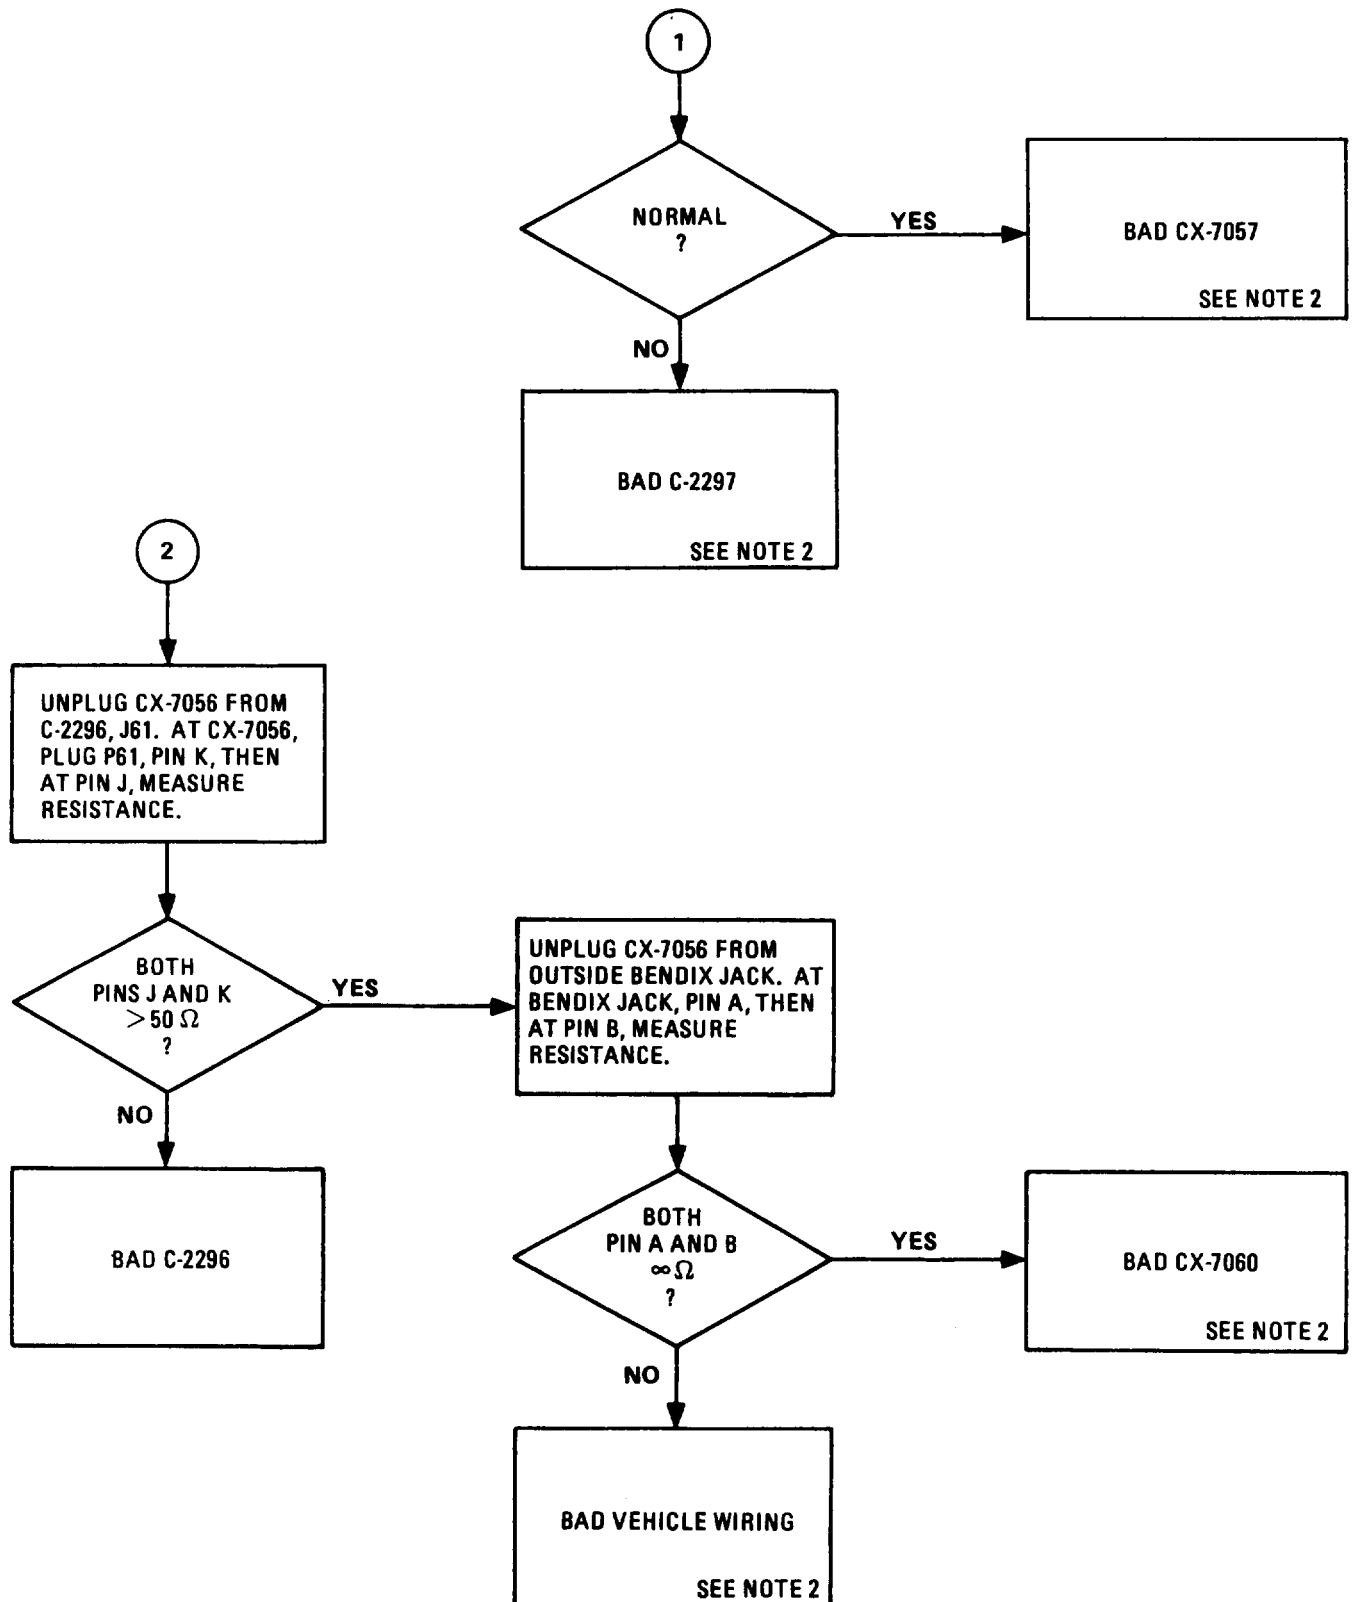 1
NORMAL
?
YES
BAD CX-7057
SEE NOTE 2
NO
BAD C-2297
SEE NOTE 2
2
UNPLUG CX-7056 FROM
C-2296, J61. AT CX-7056,
PLUG P61, PIN K, THEN
AT PIN J, MEASURE
RESISTANCE.
BOTH
PINS J AND K
>50 Ω
?
YES
NO
BAD C-2296
UNPLUG CX-7056 FROM
OUTSIDE BENDIX JACK. AT
BENDIX JACK, PIN A, THEN
AT PIN B, MEASURE
RESISTANCE.
BOTH
PIN A AND B
∞ Ω
?
YES
BAD CX-7060
SEE NOTE 2
NO
BAD VEHICLE WIRING
SEE NOTE 2